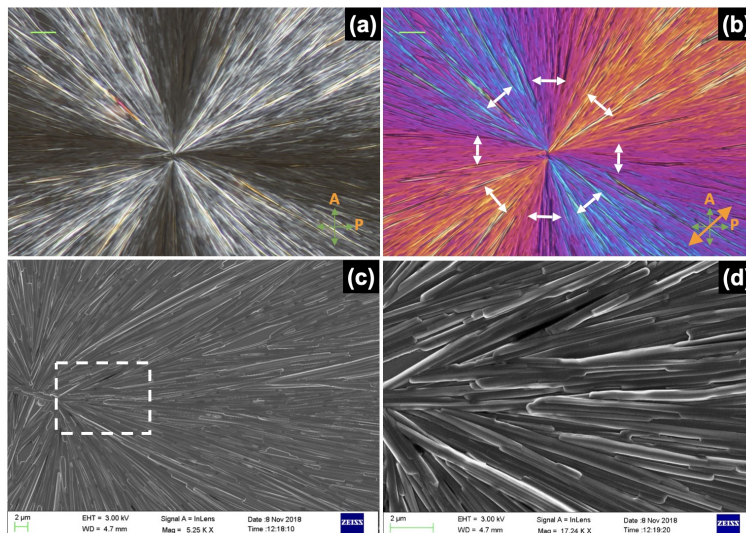 (a)
A
P
(b)
A
P
(c)
2 µm
EHT = 3.00 kV
WD = 4.7 mm
Signal A = InLens
Mag = 5.25 K X
Date :8 Nov 2018
Time :12:18:10
ZEISS
(d)
2 µm
EHT = 3.00 kV
WD = 4.7 mm
Signal A = InLens
Mag = 17.24 K X
Date :8 Nov 2018
Time :12:19:20
ZEISS